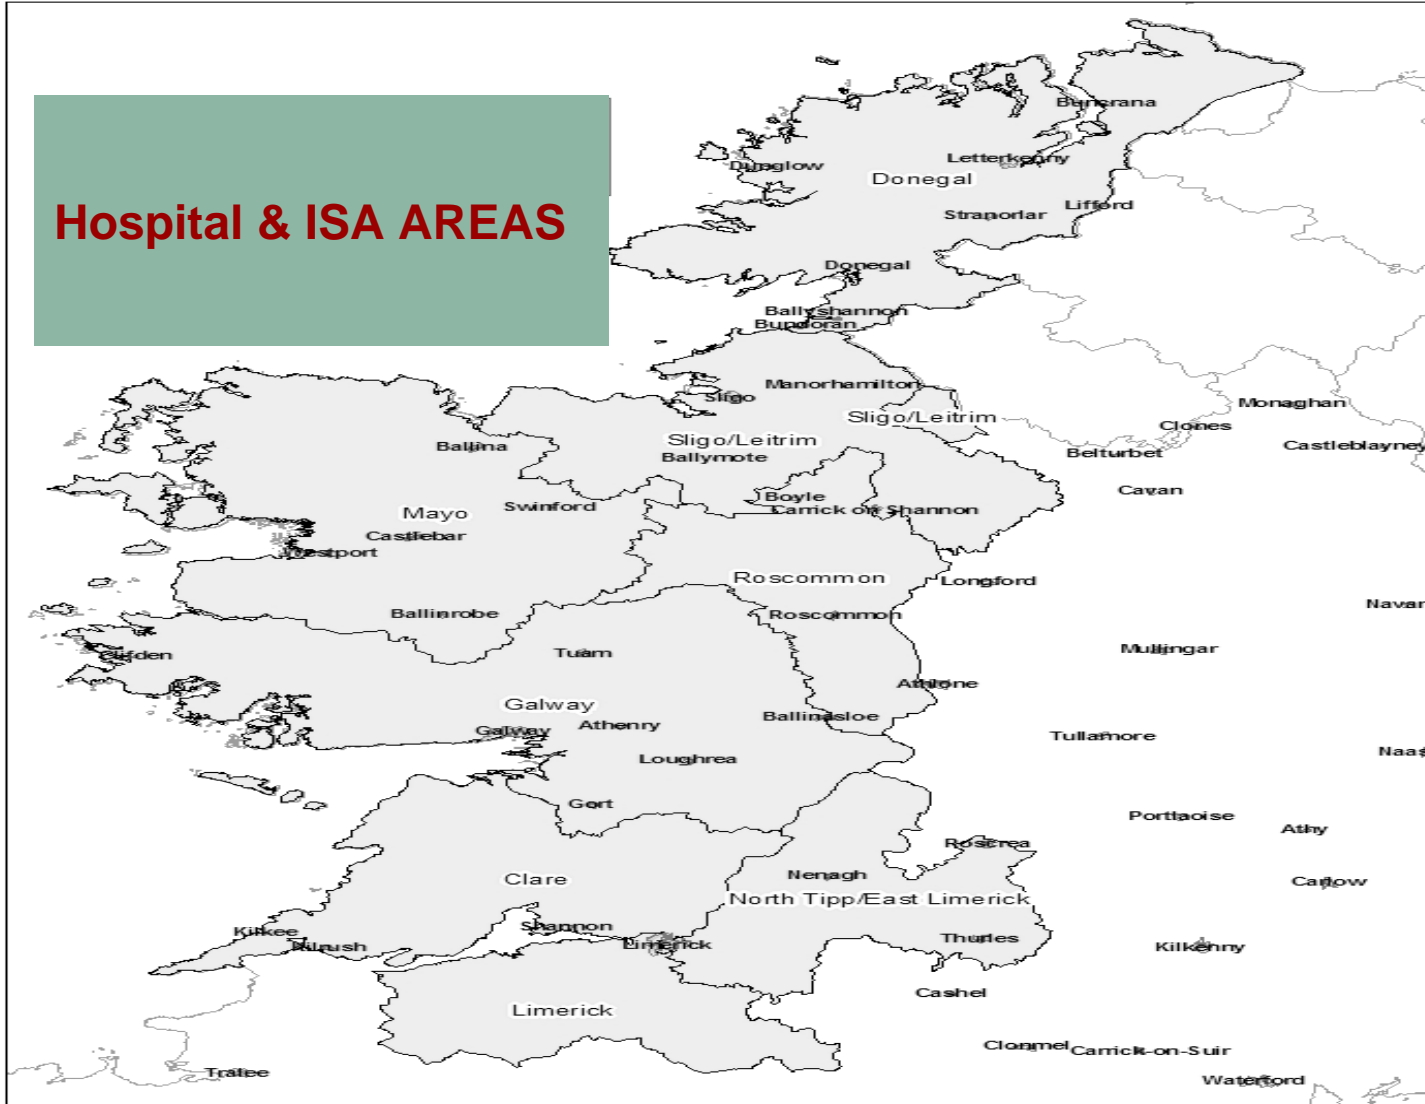 Hospital & ISA AREAS
Buncrana
Letterkenny
Dunglow
Donegal
Lifford
Stranorlar
Donegal
Ballyshannon
Bundoran
Manorhamilton
Sligo
Sligo/Leitrim
Monaghan
Clones
Sligo/Leitrim
Ballina
Castleblayney
Belturbet
Ballymote
Cavan
Boyle
Swinford
Carrick on Shannon
Mayo
Castlebar
Westport
Roscommon
Longford
Navan
Ballinrobe
Roscommon
Mullingar
Tuam
Clifden
Athlone
Galway
Ballinasloe
Athenry
Galway
Tullamore
Naas
Loughrea
Gort
Portlaoise
Athy
Roscrea
Nenagh
Clare
Carlow
North Tipp/East Limerick
Shannon
Kilkee
Thurles
Limerick
Kilrush
Kilkenny
Cashel
Limerick
Clonmel
Carrick-on-Suir
Tralee
Waterford